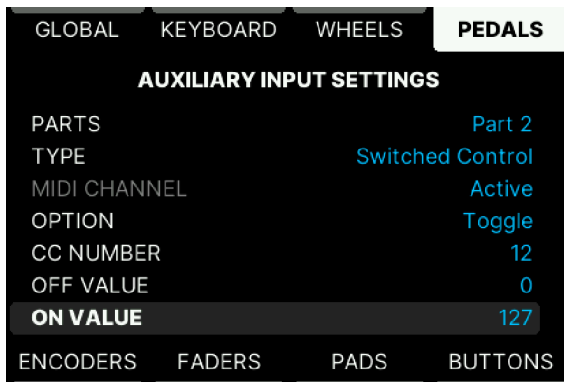 GLOBAL KEYBOARD WHEELS PEDALS
AUXILIARY INPUT SETTINGS
PARTS Part 2
TYPE Switched Control
MIDI CHANNEL Active
OPTION Toggle
CC NUMBER 12
OFF VALUE 0
ON VALUE 127
ENCODERS FADERS PADS BUTTONS